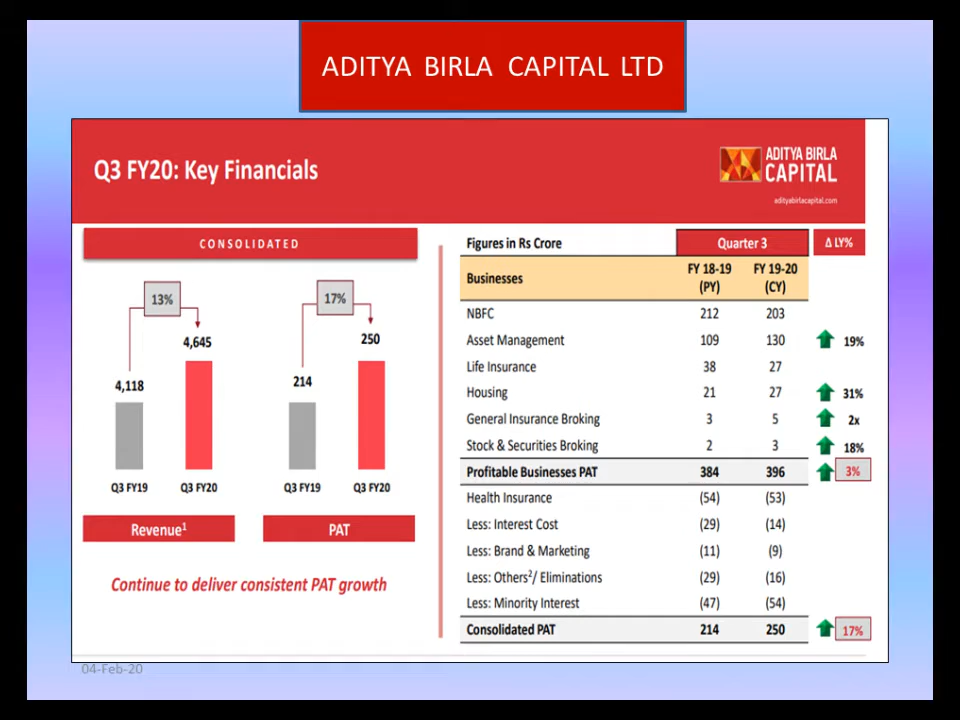 ADITYA BIRLA CAPITAL LTD
Q3 FY20: Key Financials
ADITYA BIRLA
CAPITAL
adityabirlacapital.com
CONSOLIDATED
13%
17%
4,118
4,645
214
250
Q3 FY19
Q3 FY20
Q3 FY19
Q3 FY20
Revenue¹
PAT
Continue to deliver consistent PAT growth
Figures in Rs Crore Quarter 3 Δ LY%
Businesses FY 18-19 (PY) FY 19-20 (CY)
NBFC 212 203
Asset Management 109 130 19%
Life Insurance 38 27
Housing 21 27 31%
General Insurance Broking 3 5 2x
Stock & Securities Broking 2 3 18%
Profitable Businesses PAT 384 396 3%
Health Insurance (54) (53)
Less: Interest Cost (29) (14)
Less: Brand & Marketing (11) (9)
Less: Others²/ Eliminations (29) (16)
Less: Minority Interest (47) (54)
Consolidated PAT 214 250 17%
04-Feb-20